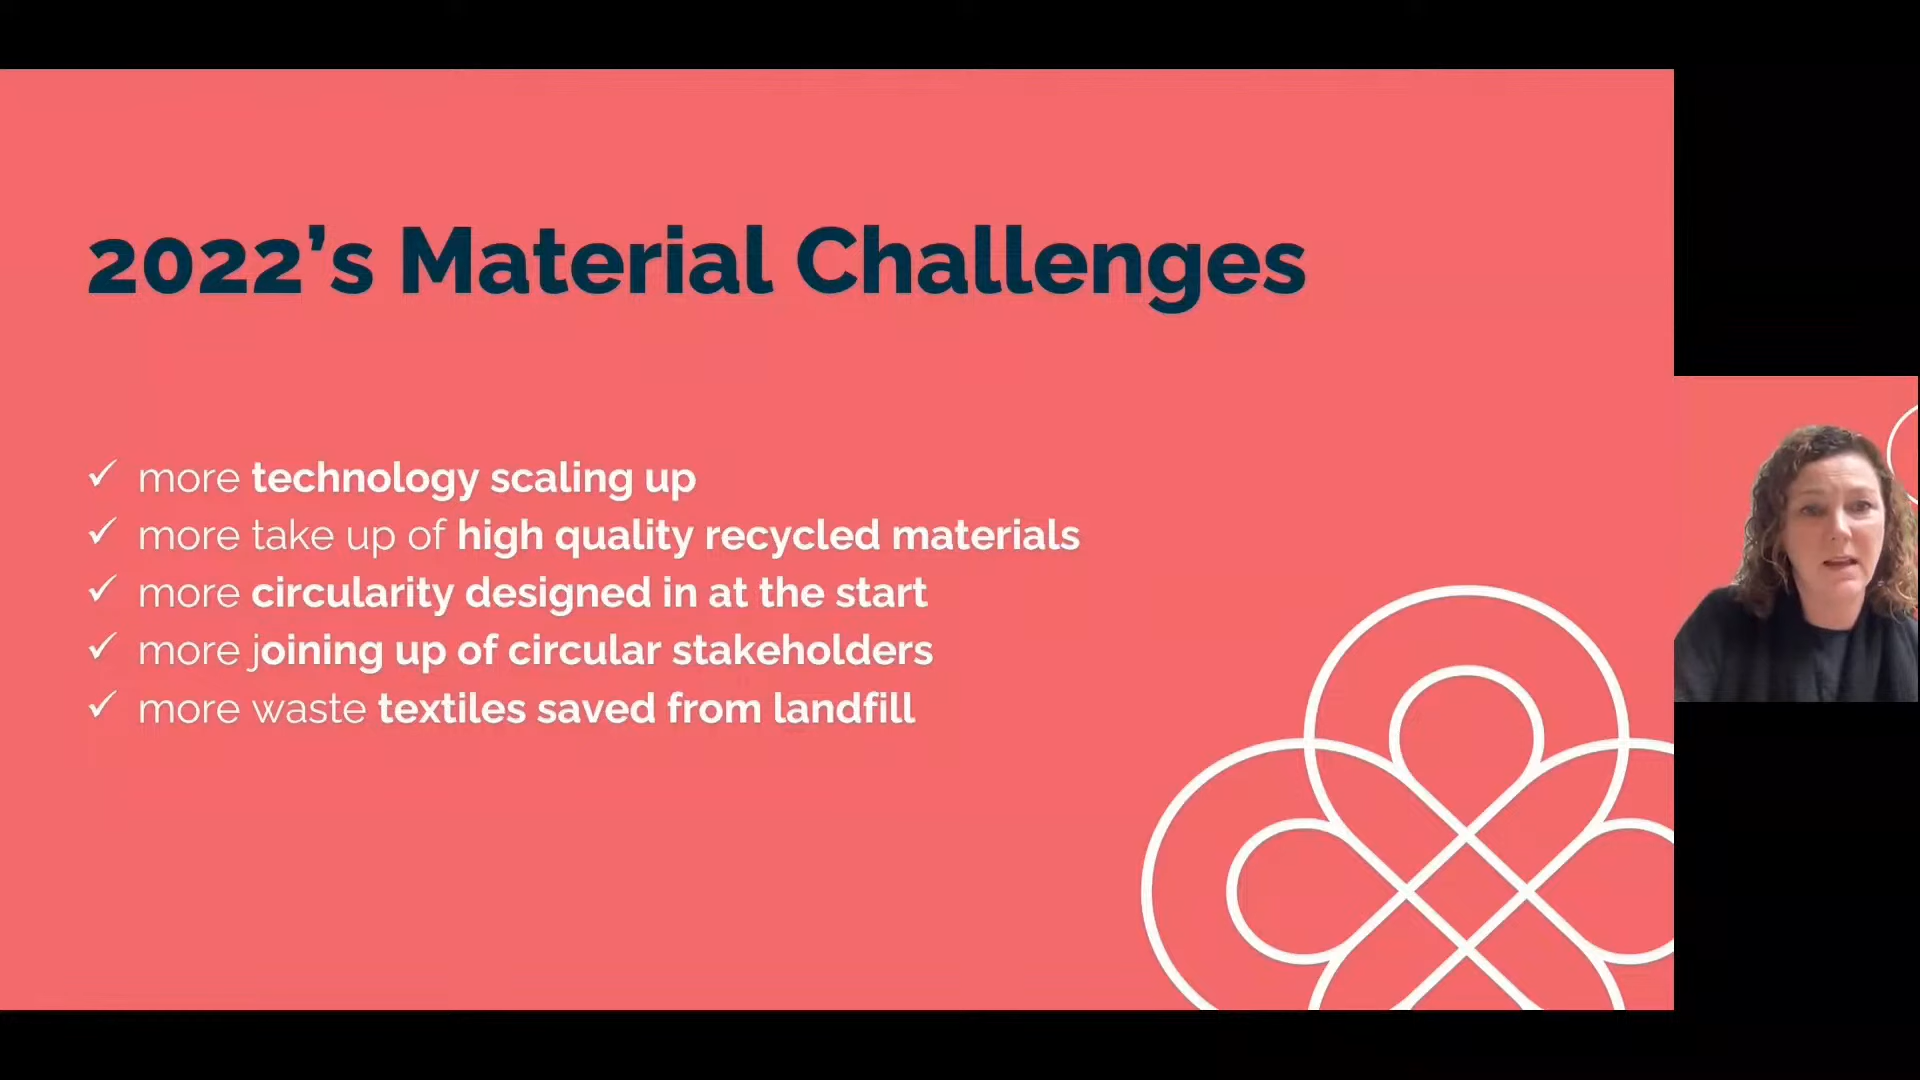 2022’s Material Challenges
✓ more technology scaling up
✓ more take up of high quality recycled materials
✓ more circularity designed in at the start
✓ more joining up of circular stakeholders
✓ more waste textiles saved from landfill